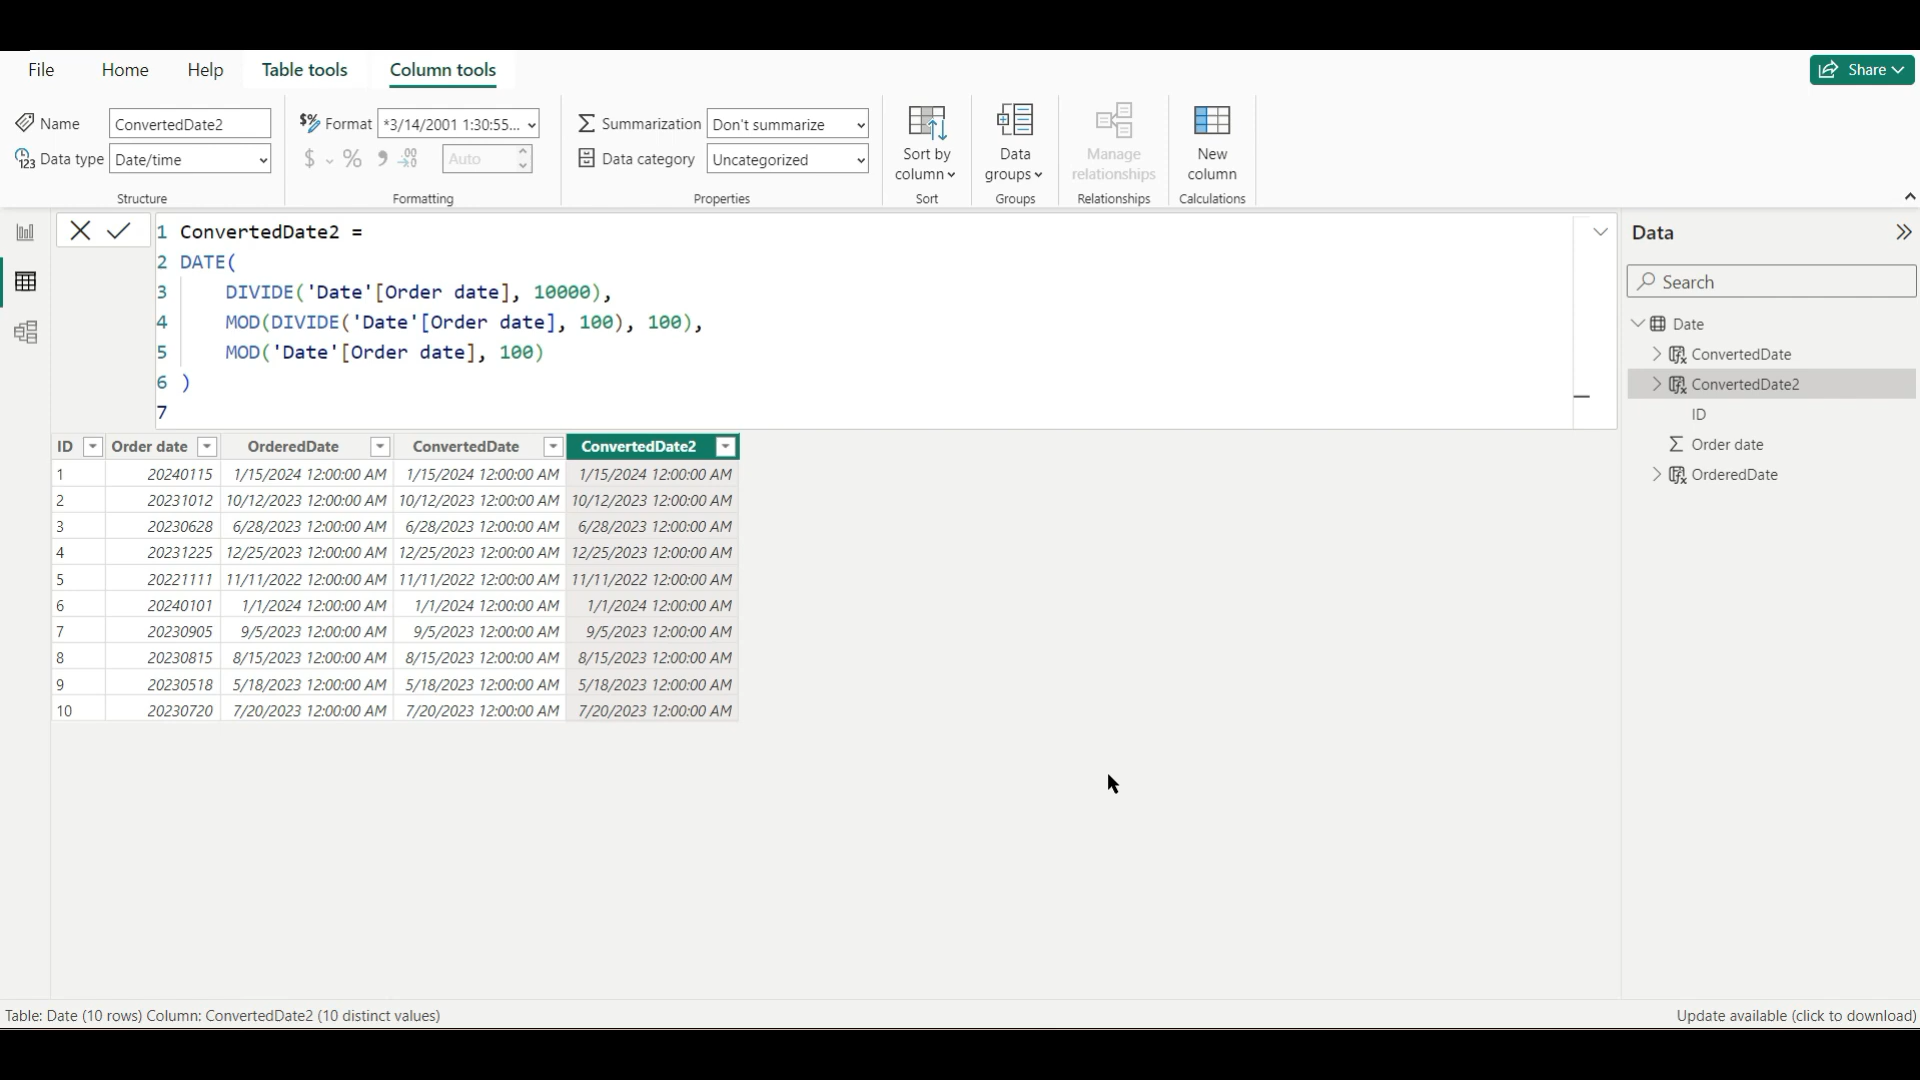 File Home Help Table tools Column tools Share
Name ConvertedDate2 Format *3/14/2001 1:30:55... Summarization Don't summarize Sort by column Data groups Manage relationships New column
Data type Date/time $ % Auto Data category Uncategorized
Structure Formatting Properties Sort Groups Relationships Calculations
1 ConvertedDate2 =
2 DATE(
3 DIVIDE('Date'[Order date], 10000),
4 MOD(DIVIDE('Date'[Order date], 100), 100),
5 MOD('Date'[Order date], 100)
6 )
7
ID Order date OrderedDate ConvertedDate ConvertedDate2
1 20240115 1/15/2024 12:00:00 AM 1/15/2024 12:00:00 AM 1/15/2024 12:00:00 AM
2 20231012 10/12/2023 12:00:00 AM 10/12/2023 12:00:00 AM 10/12/2023 12:00:00 AM
3 20230628 6/28/2023 12:00:00 AM 6/28/2023 12:00:00 AM 6/28/2023 12:00:00 AM
4 20231225 12/25/2023 12:00:00 AM 12/25/2023 12:00:00 AM 12/25/2023 12:00:00 AM
5 20221111 11/11/2022 12:00:00 AM 11/11/2022 12:00:00 AM 11/11/2022 12:00:00 AM
6 20240101 1/1/2024 12:00:00 AM 1/1/2024 12:00:00 AM 1/1/2024 12:00:00 AM
7 20230905 9/5/2023 12:00:00 AM 9/5/2023 12:00:00 AM 9/5/2023 12:00:00 AM
8 20230815 8/15/2023 12:00:00 AM 8/15/2023 12:00:00 AM 8/15/2023 12:00:00 AM
9 20230518 5/18/2023 12:00:00 AM 5/18/2023 12:00:00 AM 5/18/2023 12:00:00 AM
10 20230720 7/20/2023 12:00:00 AM 7/20/2023 12:00:00 AM 7/20/2023 12:00:00 AM
Data
Search
Date
ConvertedDate
ConvertedDate2
ID
Order date
OrderedDate
Table: Date (10 rows) Column: ConvertedDate2 (10 distinct values) Update available (click to download)